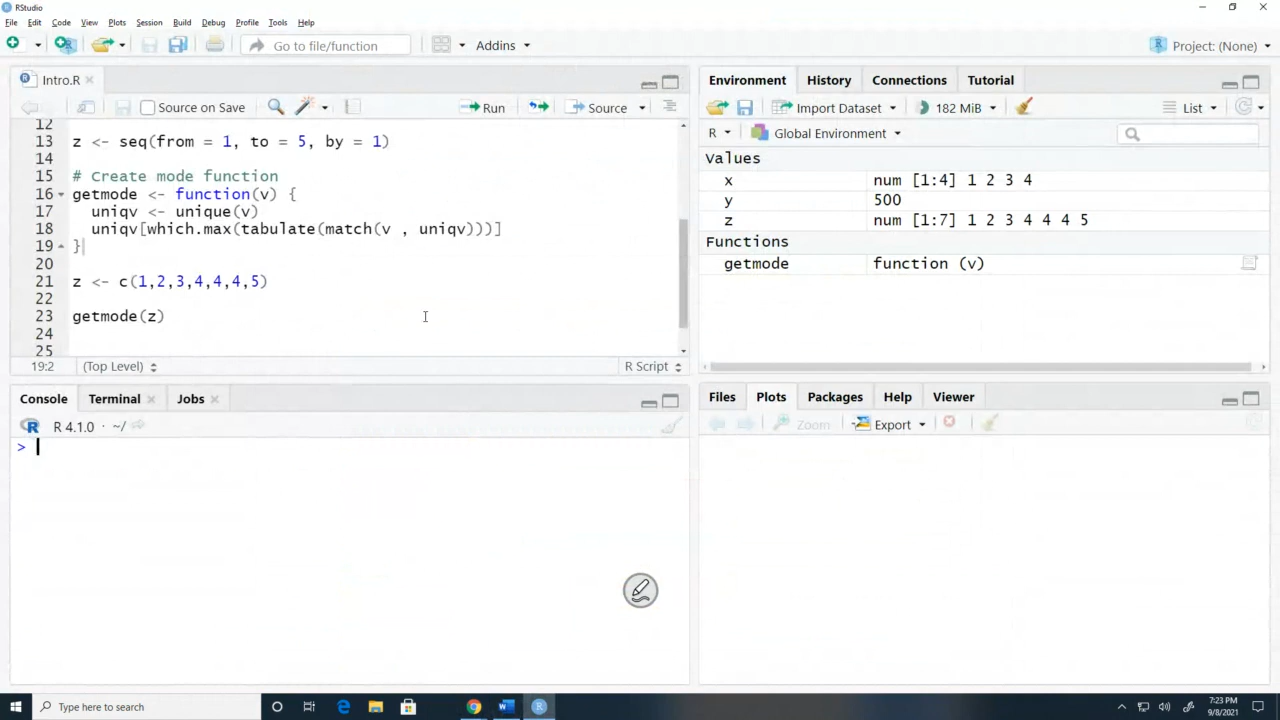 RStudio
File Edit Code View Plots Session Build Debug Profile Tools Help
Go to file/function Addins Project: (None)
Intro.R
Source on Save Run Source
12
13 z <- seq(from = 1, to = 5, by = 1)
14
15 # Create mode function
16 getmode <- function(v) {
17 uniqv <- unique(v)
18 uniqv[which.max(tabulate(match(v , uniqv)))]
19 }
20
21 z <- c(1,2,3,4,4,4,5)
22
23 getmode(z)
24
25
19:2 (Top Level) R Script
Console Terminal Jobs
R 4.1.0 · ~/
>
Environment History Connections Tutorial
Import Dataset 182 MiB List
R Global Environment
Values
x num [1:4] 1 2 3 4
y 500
z num [1:7] 1 2 3 4 4 4 5
Functions
getmode function (v)
Files Plots Packages Help Viewer
Zoom Export
Type here to search
7:23 PM
9/8/2021